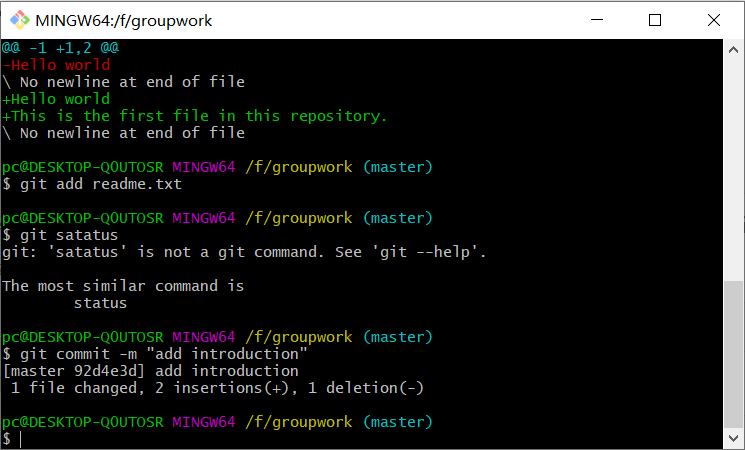 MINGW64:/f/groupwork
@@ -1 +1,2 @@
-Hello world
\ No newline at end of file
+Hello world
+This is the first file in this repository.
\ No newline at end of file
pc@DESKTOP-QOUTOSR MINGW64 /f/groupwork (master)
$ git add readme.txt
pc@DESKTOP-QOUTOSR MINGW64 /f/groupwork (master)
$ git satatus
git: 'satatus' is not a git command. See 'git --help'.
The most similar command is
        status
pc@DESKTOP-QOUTOSR MINGW64 /f/groupwork (master)
$ git commit -m "add introduction"
[master 92d4e3d] add introduction
 1 file changed, 2 insertions(+), 1 deletion(-)
pc@DESKTOP-QOUTOSR MINGW64 /f/groupwork (master)
$